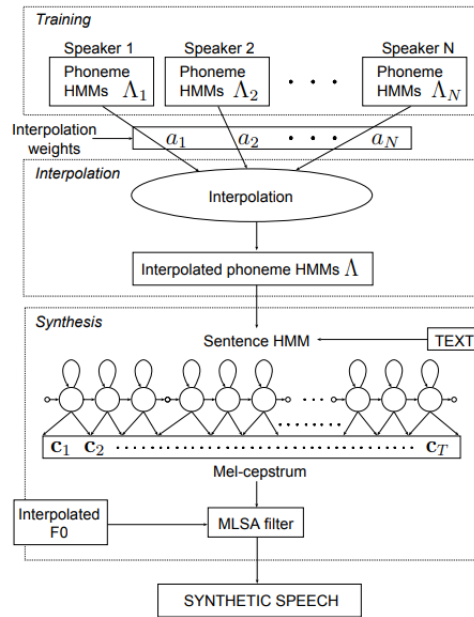 Training
Speaker 1 Speaker 2 Speaker N
Phoneme Phoneme Phoneme
HMMs Λ1 HMMs Λ2 · · · HMMs ΛN
Interpolation
weights
a1 a2 · · · aN
Interpolation
Interpolation
Interpolated phoneme HMMs Λ
Synthesis
Sentence HMM
TEXT
· · ·
c1 c2 cT
Mel-cepstrum
Interpolated
F0
MLSA filter
SYNTHETIC SPEECH